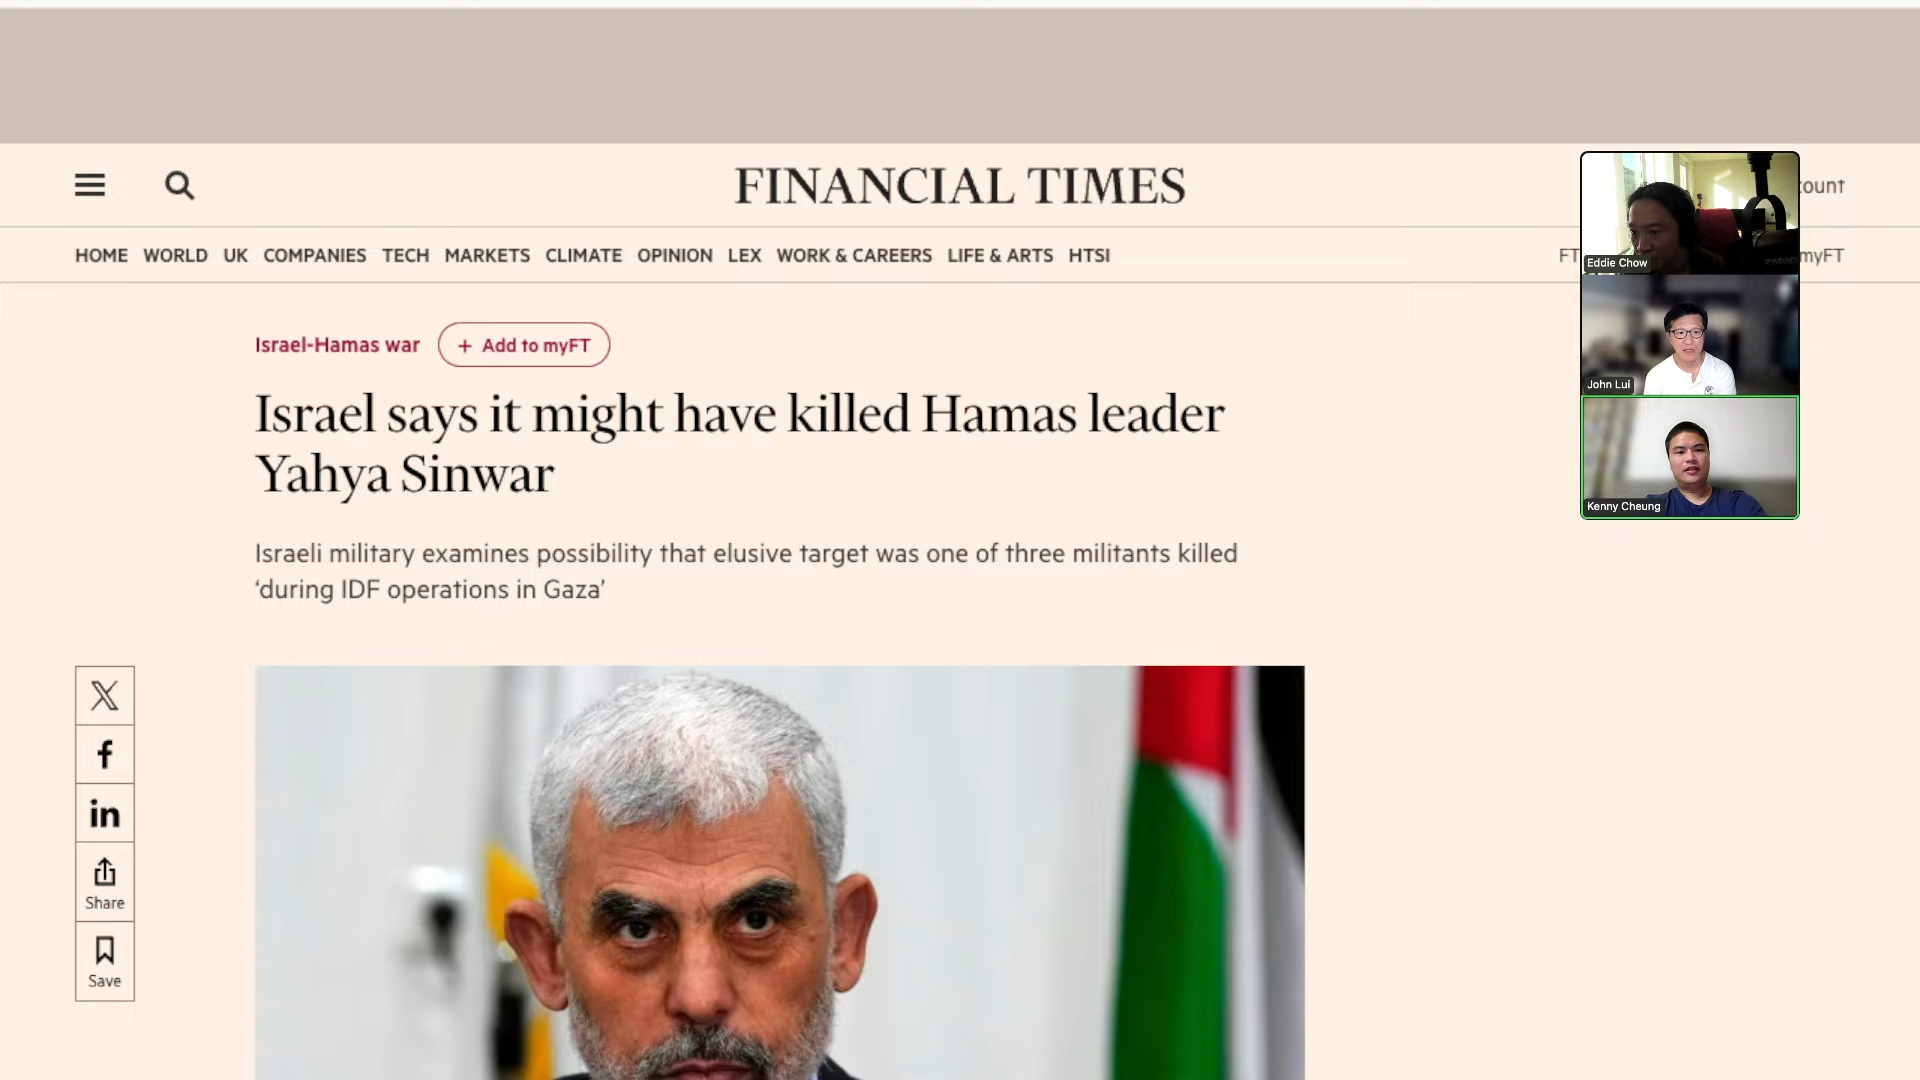 FINANCIAL TIMES
count
HOME WORLD UK COMPANIES TECH MARKETS CLIMATE OPINION LEX WORK & CAREERS LIFE & ARTS HTSI
FT
myFT
Eddie Chow
John Lui
Kenny Cheung
Israel-Hamas war
+ Add to myFT
Israel says it might have killed Hamas leader
Yahya Sinwar
Israeli military examines possibility that elusive target was one of three militants killed
‘during IDF operations in Gaza’
X
f
in
Share
Save